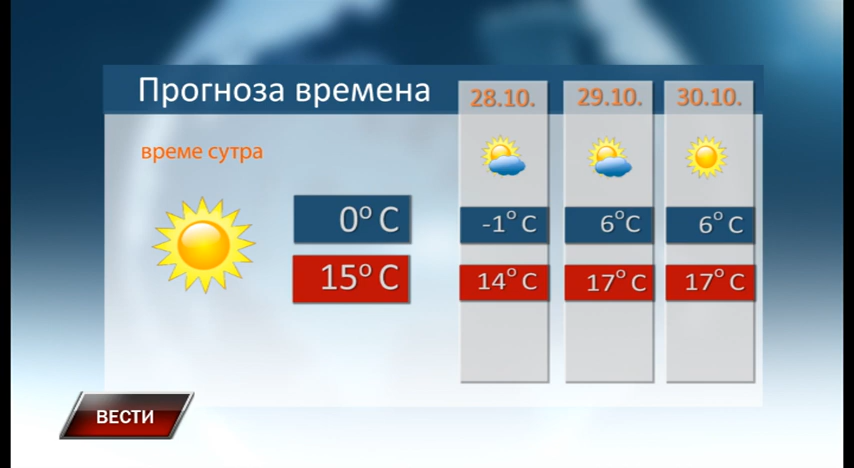 Прогноза времена
28.10.
29.10.
30.10.
време сутра
0° C
15° C
-1° C
6°C
6° C
14° C
17° C
17° C
ВЕСТИ